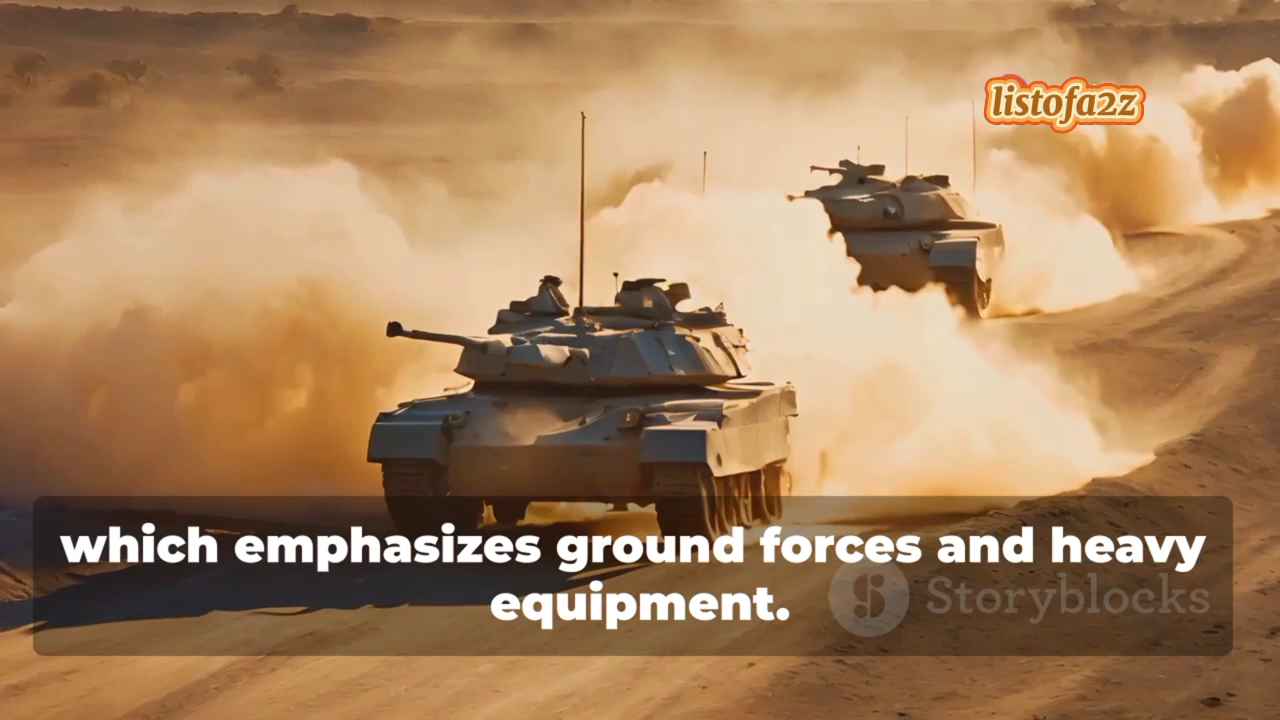 listofa2z
which emphasizes ground forces and heavy
equipment.
Storyblocks